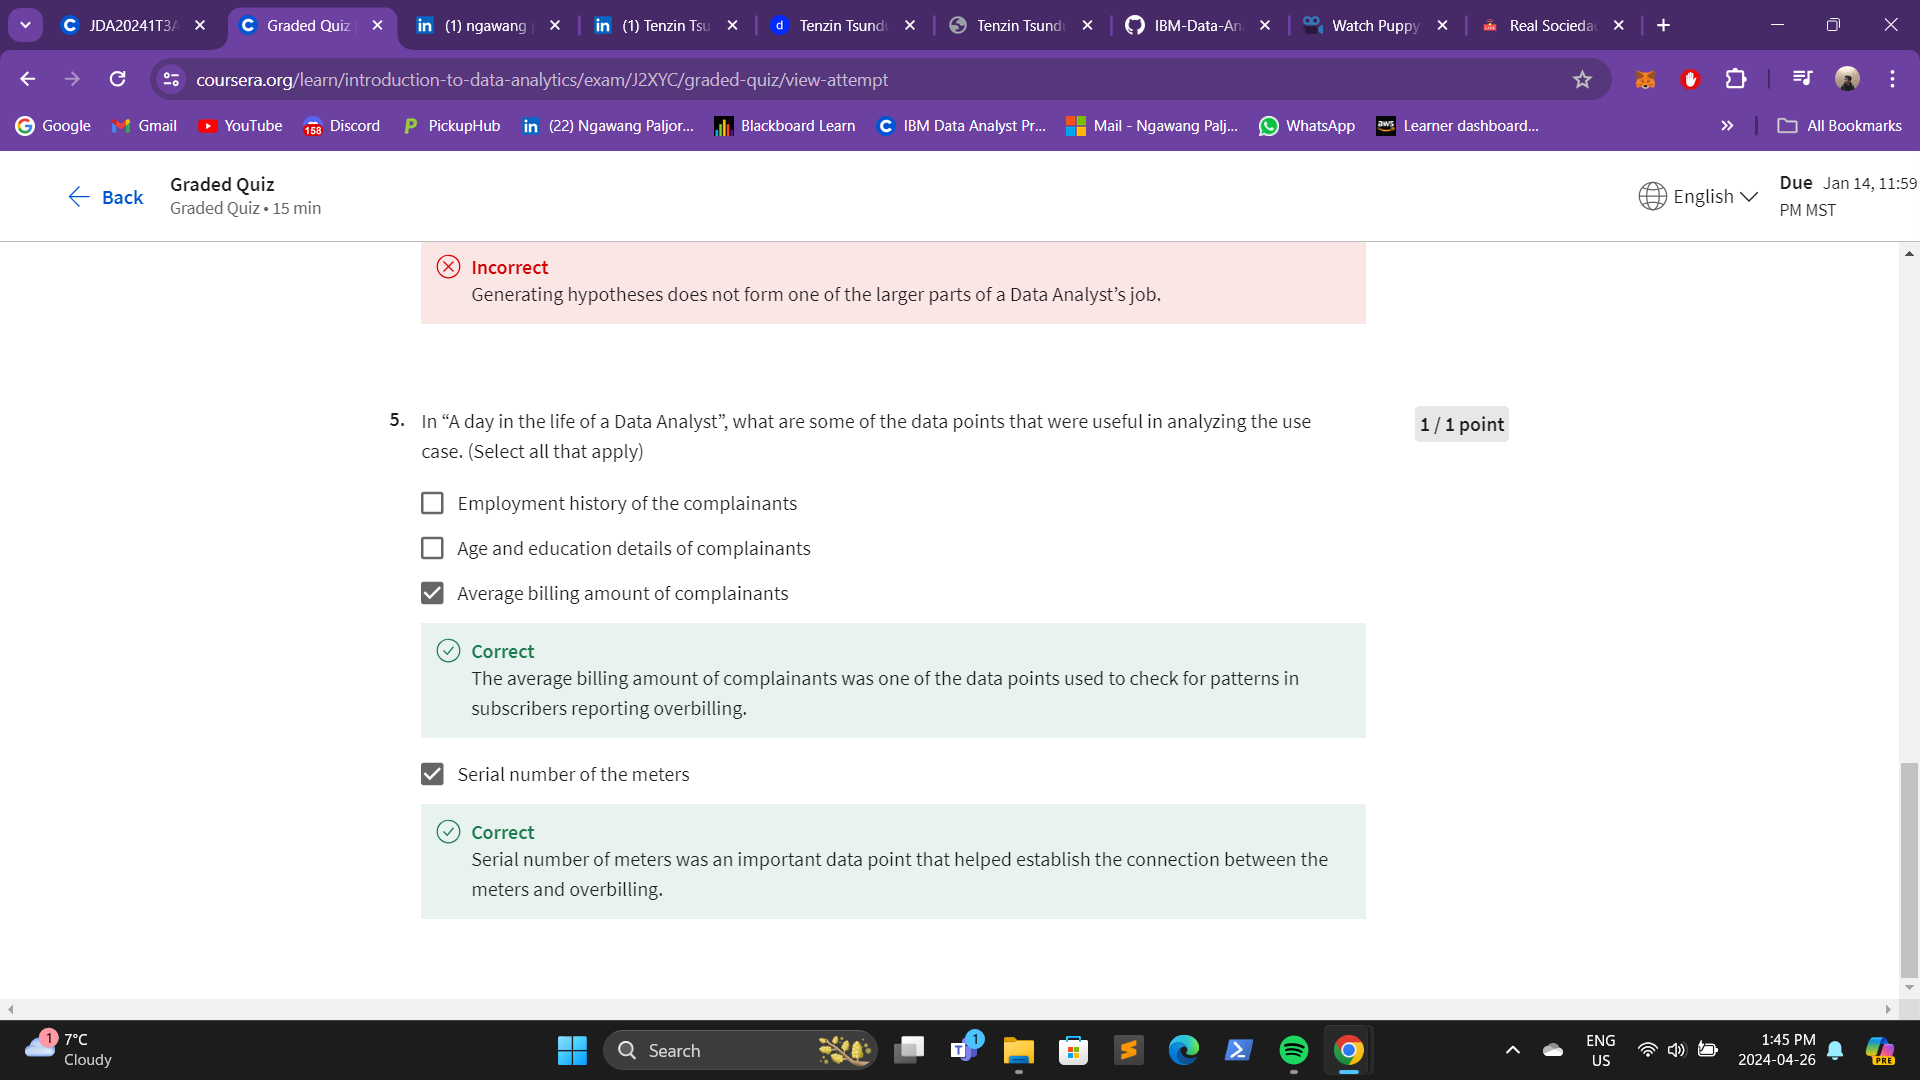 JDA20241T3A
Graded Quiz
(1) ngawang
(1) Tenzin Tsu
Tenzin Tsundu
Tenzin Tsundu
IBM-Data-An
Watch Puppy
Real Sociedad
coursera.org/learn/introduction-to-data-analytics/exam/J2XYC/graded-quiz/view-attempt
Google
Gmail
YouTube
158
Discord
PickupHub
(22) Ngawang Paljor...
Blackboard Learn
IBM Data Analyst Pr...
Mail - Ngawang Palj...
WhatsApp
aws
Learner dashboard...
All Bookmarks
Back
Graded Quiz
Graded Quiz • 15 min
English
Due Jan 14, 11:59
PM MST
Incorrect
Generating hypotheses does not form one of the larger parts of a Data Analyst’s job.
5. In “A day in the life of a Data Analyst”, what are some of the data points that were useful in analyzing the use
case. (Select all that apply)
1 / 1 point
Employment history of the complainants
Age and education details of complainants
Average billing amount of complainants
Correct
The average billing amount of complainants was one of the data points used to check for patterns in
subscribers reporting overbilling.
Serial number of the meters
Correct
Serial number of meters was an important data point that helped establish the connection between the
meters and overbilling.
1
7°C
Cloudy
Search
1
ENG
US
1:45 PM
2024-04-26
PRE